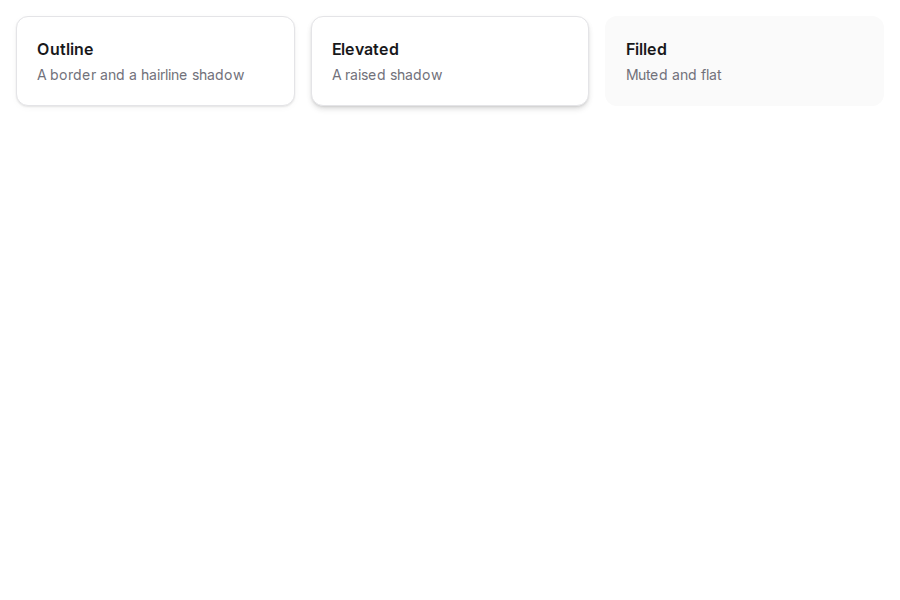 Outline
A border and a hairline shadow
Elevated
A raised shadow
Filled
Muted and flat